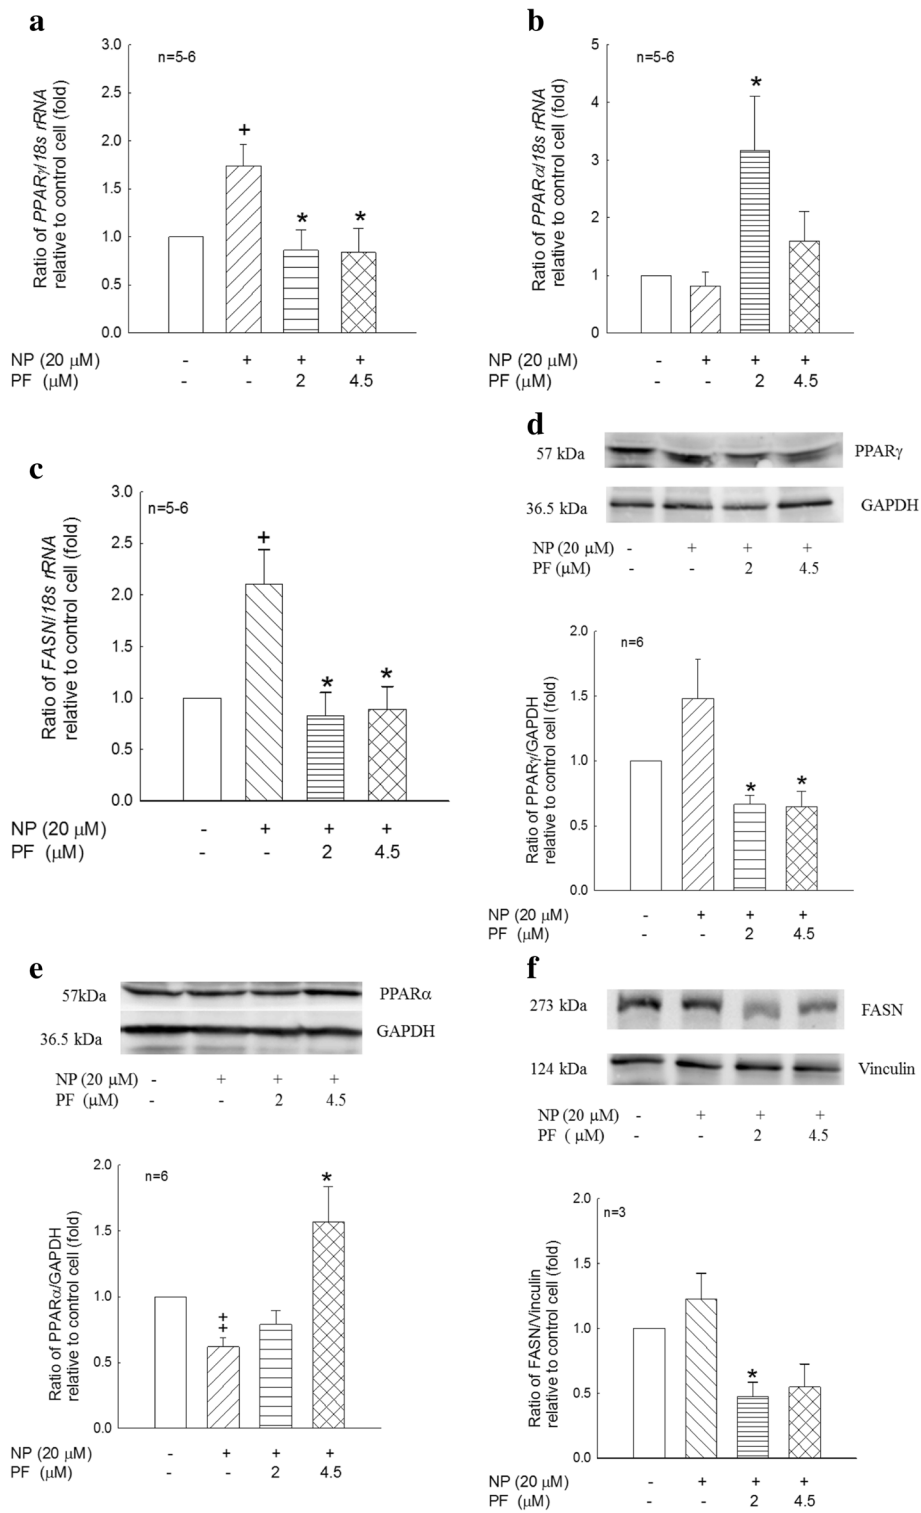 a
3.0
2.5
2.0
1.5
1.0
0.5
0.0
n=5-6
Ratio of PPARγ/18s rRNA
relative to control cell (fold)
+
*
*
NP (20 μM) - + + +
PF (μM) - - 2 4.5
b
5
4
3
2
1
0
n=5-6
Ratio of PPARα/18s rRNA
relative to control cell (fold)
*
NP (20 μM) - + + +
PF (μM) - - 2 4.5
c
3.0
2.5
2.0
1.5
1.0
0.5
0.0
n=5-6
Ratio of FASN/18s rRNA
relative to control cell (fold)
+
*
*
NP (20 μM) - + + +
PF (μM) - - 2 4.5
d
57 kDa PPARγ
36.5 kDa GAPDH
NP (20 μM) - + + +
PF (μM) - - 2 4.5
2.0
1.5
1.0
0.5
0.0
n=6
Ratio of PPARγ/GAPDH
relative to control cell (fold)
*
*
NP (20 μM) - + + +
PF (μM) - - 2 4.5
e
57kDa PPARα
36.5 kDa GAPDH
NP (20 μM) - + + +
PF (μM) - - 2 4.5
2.0
1.5
1.0
0.5
0.0
n=6
Ratio of PPARα/GAPDH
relative to control cell (fold)
+
+
*
NP (20 μM) - + + +
PF (μM) - - 2 4.5
f
273 kDa FASN
124 kDa Vinculin
NP (20 μM) - + + +
PF ( μM) - - 2 4.5
2.0
1.5
1.0
0.5
0.0
n=3
Ratio of FASN/Vinculin
relative to control cell (fold)
*
NP (20 μM) - + + +
PF (μM) - - 2 4.5